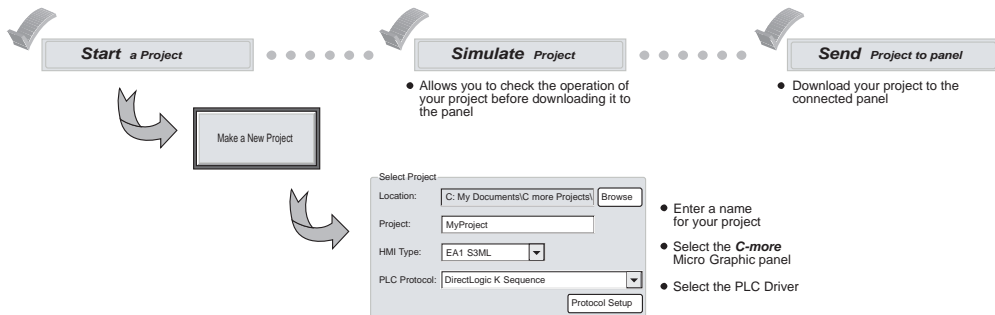 Start a Project
Simulate Project
Send Project to panel
Allows you to check the operation of
your project before downloading it to
the panel
Download your project to the
connected panel
Make a New Project
Select Project
Location: C: My Documents\C more Projects\ Browse
Project: MyProject
HMI Type: EA1 S3ML
PLC Protocol: DirectLogic K Sequence
Protocol Setup
Enter a name
for your project
Select the C-more
Micro Graphic panel
Select the PLC Driver